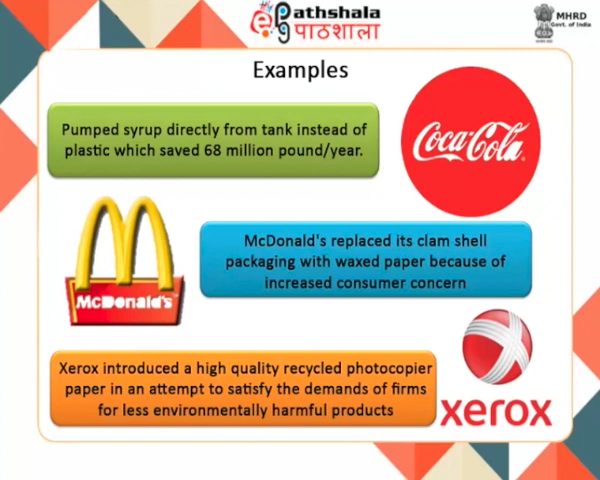 ePathshala
पाठशाला
MHRD
Govt. of India
Examples
Pumped syrup directly from tank instead of
plastic which saved 68 million pound/year.
Coca-Cola
McDonald's
McDonald's replaced its clam shell
packaging with waxed paper because of
increased consumer concern
Xerox introduced a high quality recycled photocopier
paper in an attempt to satisfy the demands of firms
for less environmentally harmful products
xerox